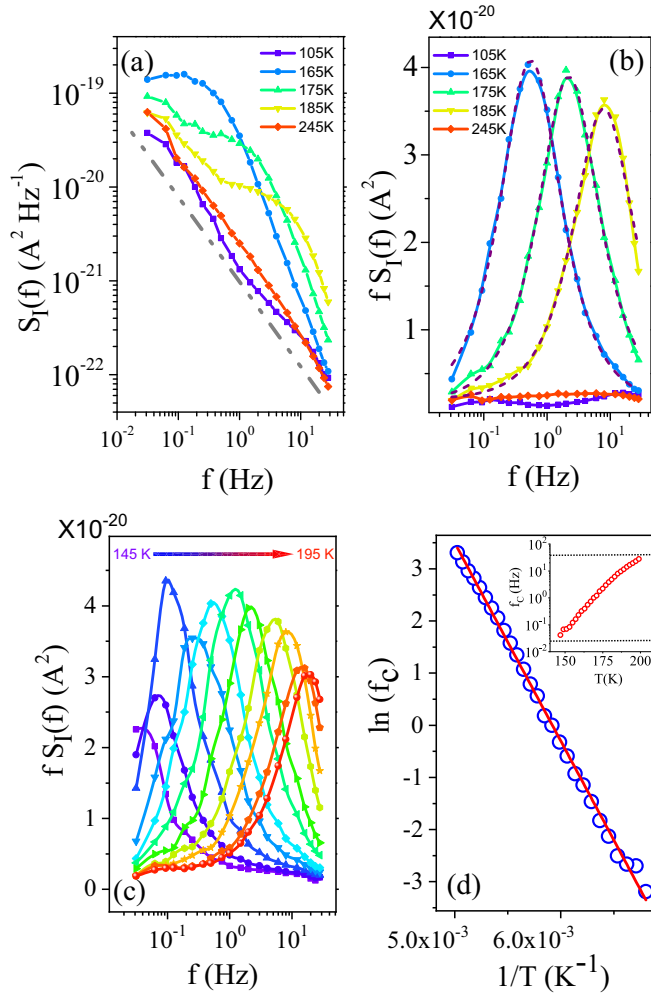 (a)
105K
165K
175K
185K
245K
10⁻¹⁹
10⁻²⁰
10⁻²¹
10⁻²²
S_I(f) (A² Hz⁻¹)
10⁻² 10⁻¹ 10⁰ 10¹
f (Hz)
X10⁻²⁰
(b)
105K
165K
175K
185K
245K
4
3
2
1
f S_I(f) (A²)
10⁻¹ 10⁰ 10¹
f (Hz)
X10⁻²⁰
145 K 195 K
4
3
2
1
0
f S_I(f) (A²)
(c)
10⁻¹ 10⁰ 10¹
f (Hz)
3
2
1
0
-1
-2
-3
ln (f_C)
10²
10¹
10⁰
10⁻¹
10⁻²
f_C (Hz)
150 175 200
T(K)
(d)
5.0x10⁻³ 6.0x10⁻³
1/T (K⁻¹)